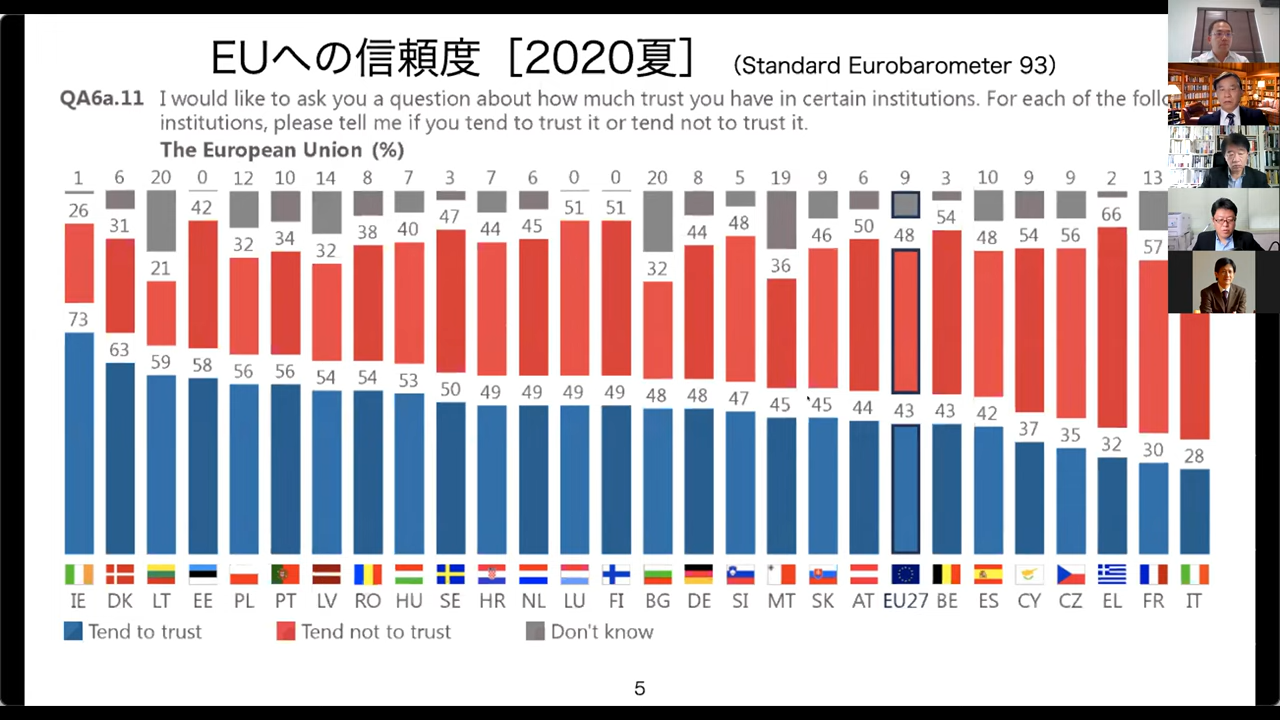 EUへの信頼度［2020夏］ (Standard Eurobarometer 93)
QA6a.11 I would like to ask you a question about how much trust you have in certain institutions. For each of the
institutions, please tell me if you tend to trust it or tend not to trust it.
The European Union (%)
1 6 20 0 12 10 14 8 7 3 7 6 0 0 20 8 5 19 9 6 9 3 10 9 9 2 13
26 31 21 42 32 34 32 38 40 47 44 45 51 51 32 44 48 36 46 50 48 54 48 54 56 66 57
73 63 59 58 56 56 54 54 53 50 49 49 49 49 48 48 47 45 45 44 43 43 42 37 35 32 30 28
IE DK LT EE PL PT LV RO HU SE HR NL LU FI BG DE SI MT SK AT EU27 BE ES CY CZ EL FR IT
Tend to trust Tend not to trust Don't know
5